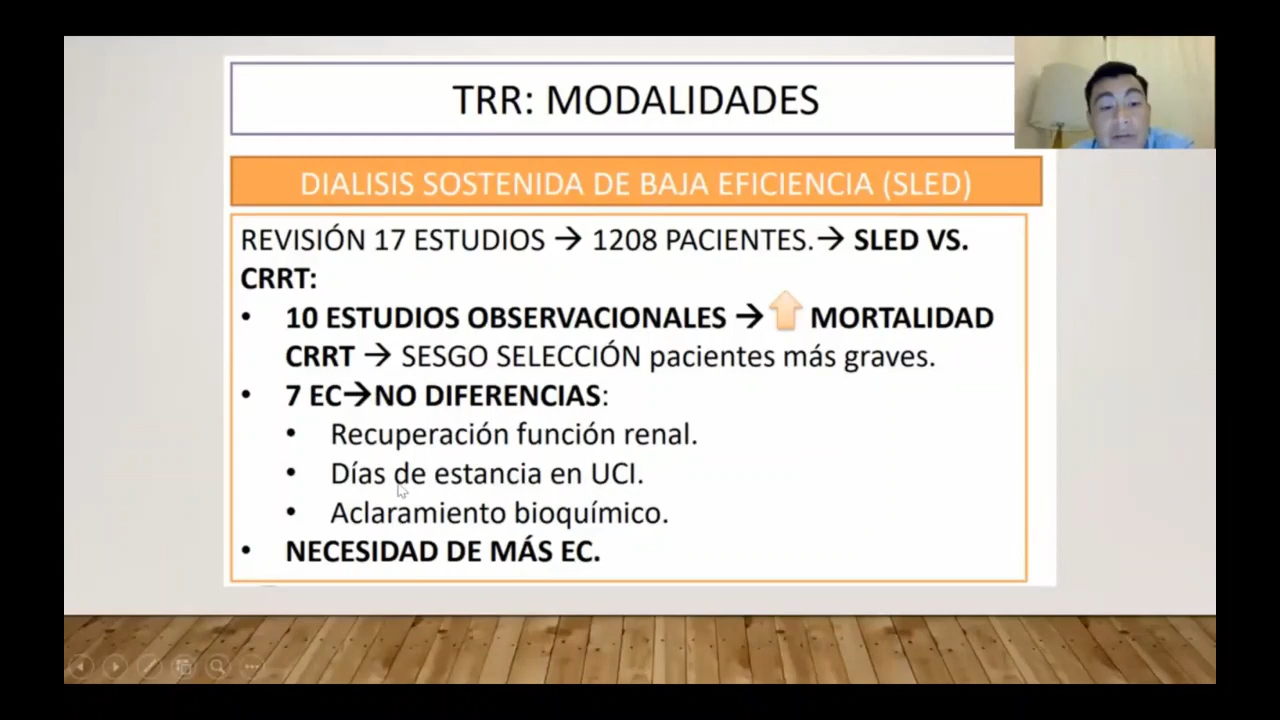 TRR: MODALIDADES
DIALISIS SOSTENIDA DE BAJA EFICIENCIA (SLED)
REVISIÓN 17 ESTUDIOS → 1208 PACIENTES.→ SLED VS.
CRRT:
• 10 ESTUDIOS OBSERVACIONALES → ⬆ MORTALIDAD
CRRT → SESGO SELECCIÓN pacientes más graves.
• 7 EC→NO DIFERENCIAS:
• Recuperación función renal.
• Días de estancia en UCI.
• Aclaramiento bioquímico.
• NECESIDAD DE MÁS EC.